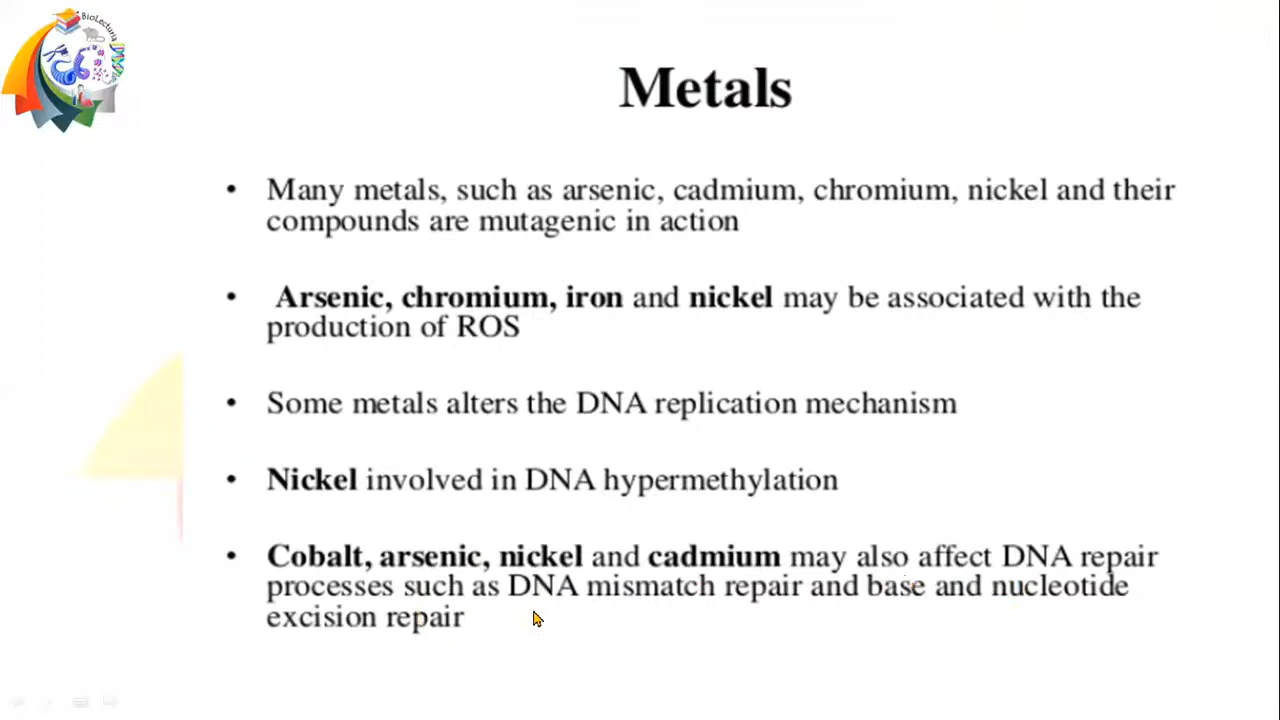 BioLectures
Metals
• Many metals, such as arsenic, cadmium, chromium, nickel and their
compounds are mutagenic in action
• Arsenic, chromium, iron and nickel may be associated with the
production of ROS
• Some metals alters the DNA replication mechanism
• Nickel involved in DNA hypermethylation
• Cobalt, arsenic, nickel and cadmium may also affect DNA repair
processes such as DNA mismatch repair and base and nucleotide
excision repair